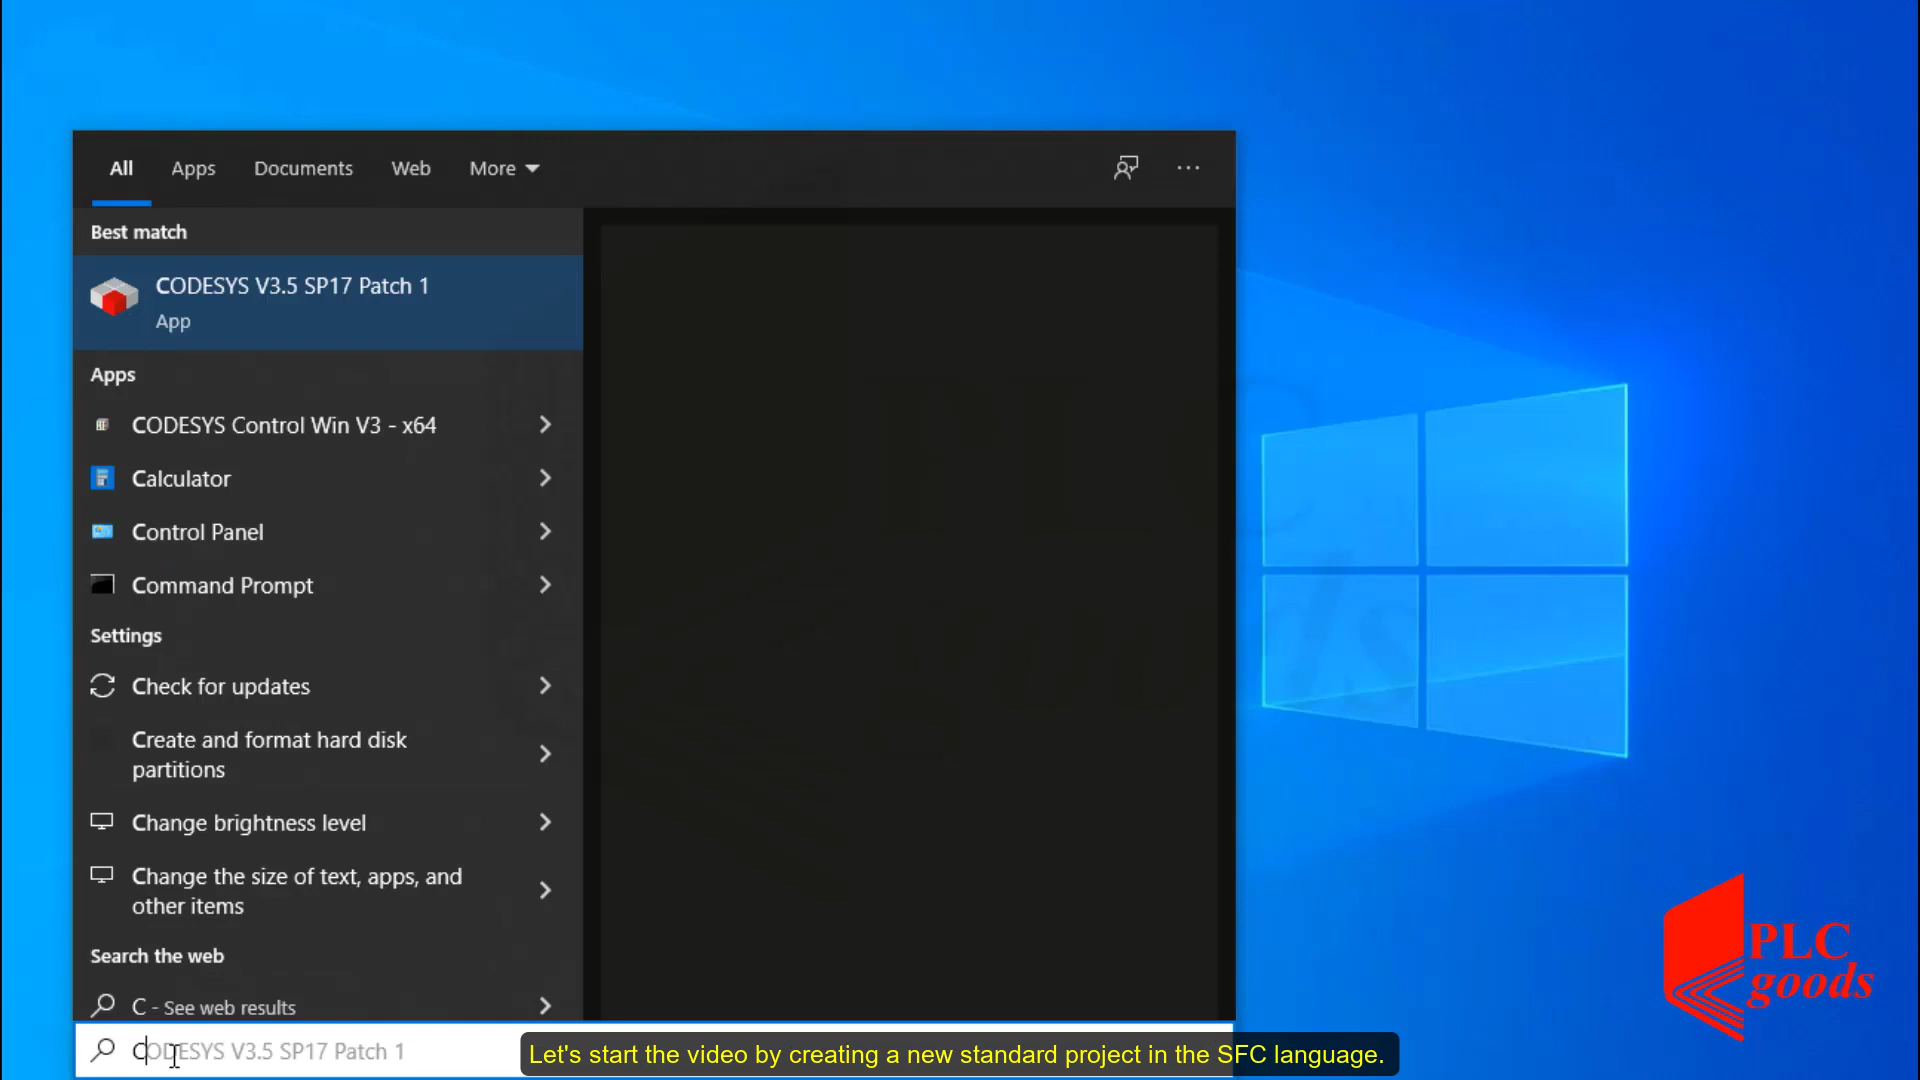 All Apps Documents Web More
Best match
CODESYS V3.5 SP17 Patch 1
App
Apps
CODESYS Control Win V3 - x64
Calculator
Control Panel
Command Prompt
Settings
Check for updates
Create and format hard disk
partitions
Change brightness level
Change the size of text, apps, and
other items
Search the web
C - See web results
CODESYS V3.5 SP17 Patch 1
Let's start the video by creating a new standard project in the SFC language.
PLC
goods